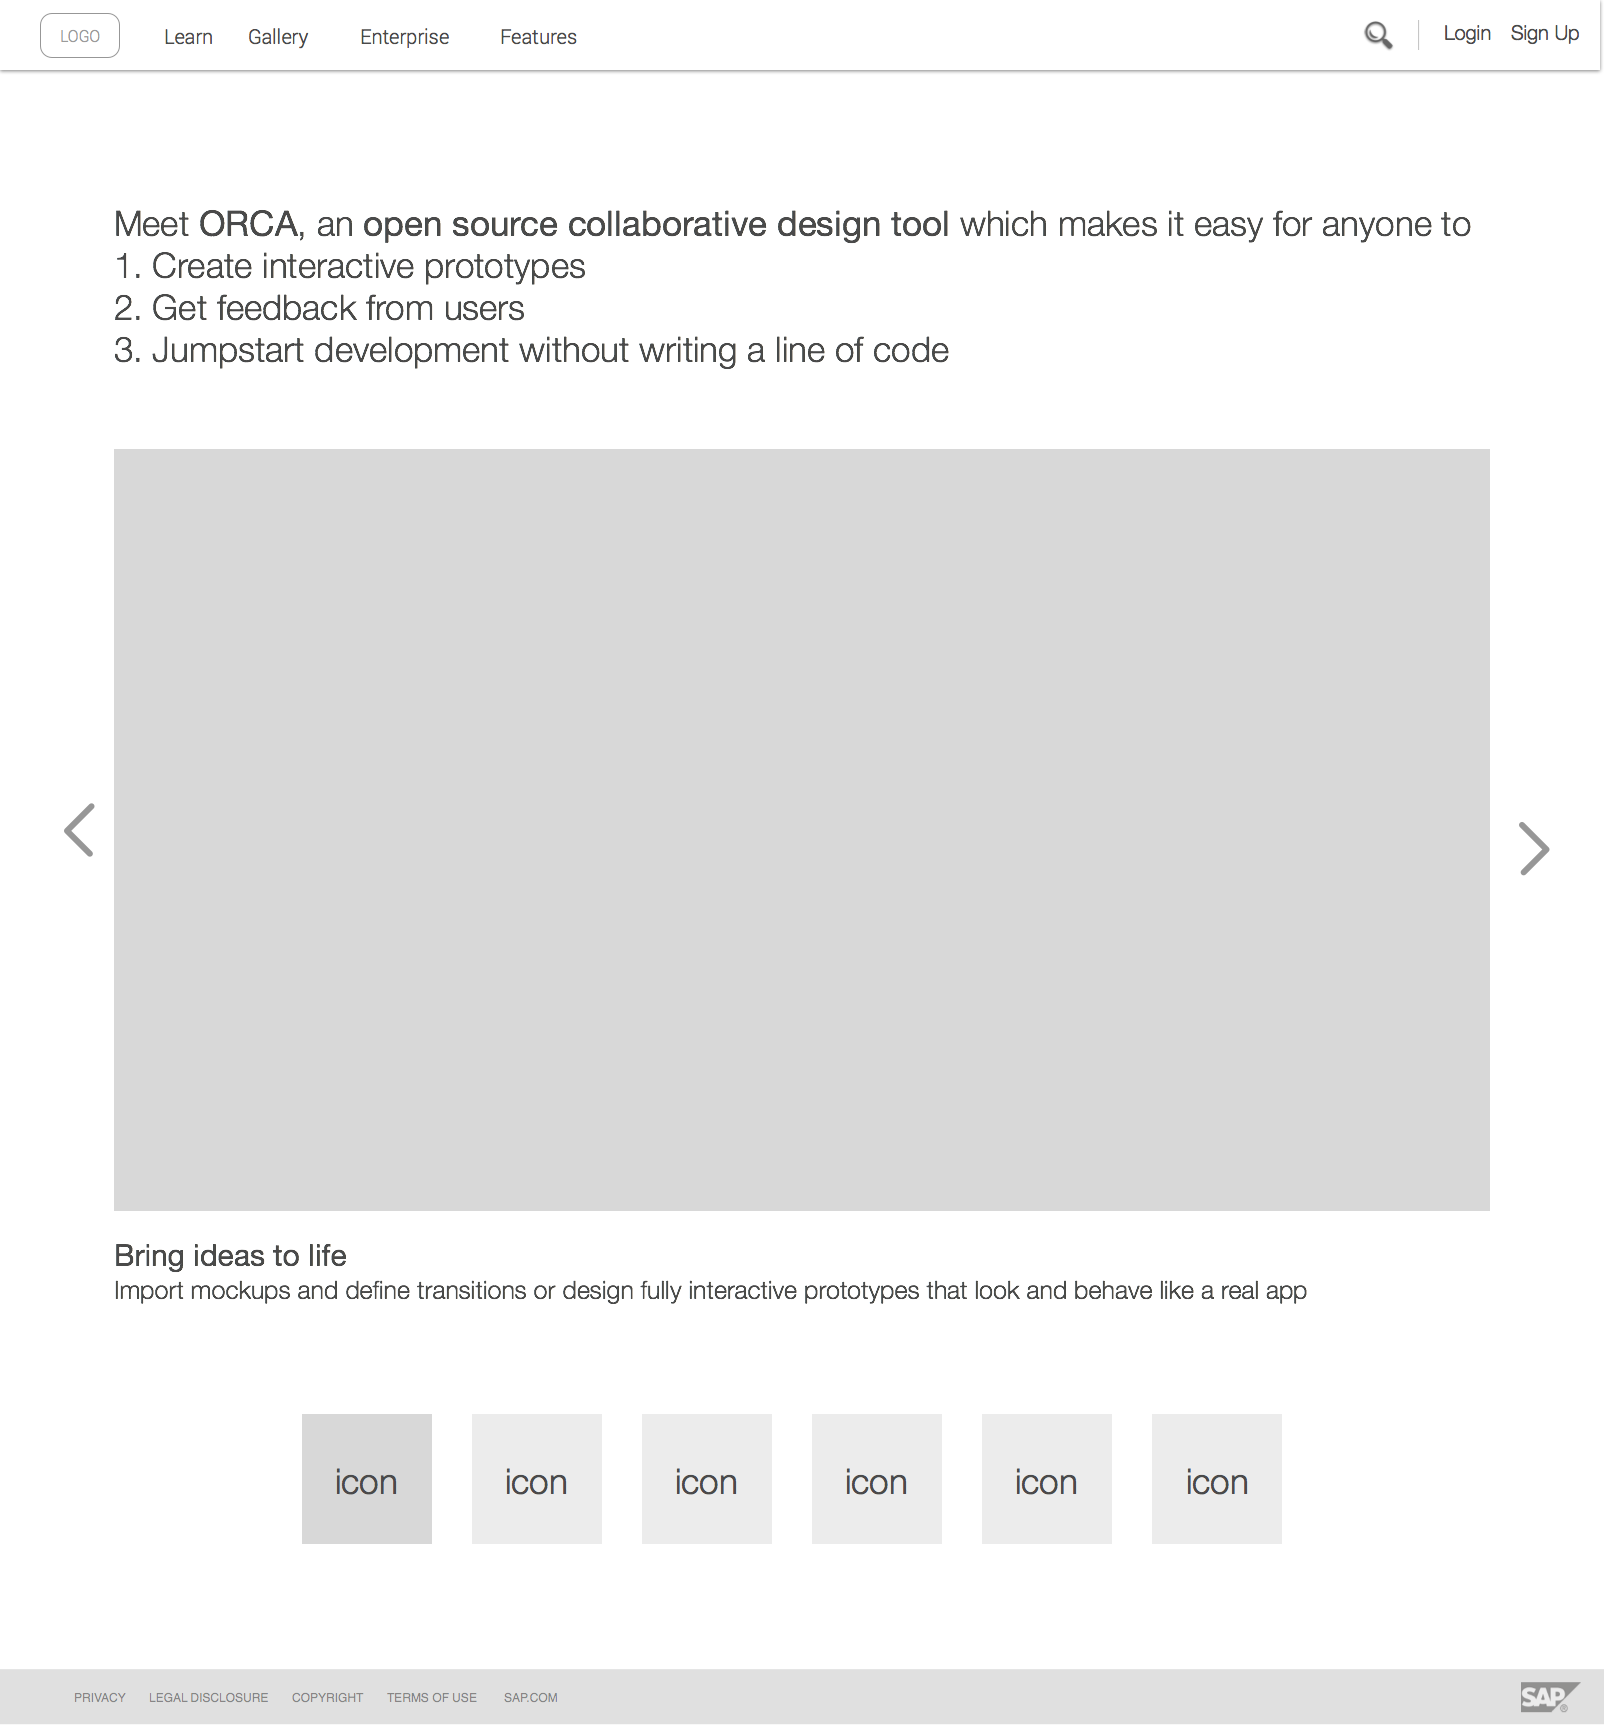 LOGO Learn Gallery Enterprise Features Login Sign Up
Meet ORCA, an open source collaborative design tool which makes it easy for anyone to
1. Create interactive prototypes
2. Get feedback from users
3. Jumpstart development without writing a line of code
Bring ideas to life
Import mockups and define transitions or design fully interactive prototypes that look and behave like a real app
icon icon icon icon icon icon
PRIVACY LEGAL DISCLOSURE COPYRIGHT TERMS OF USE SAP.COM SAP®